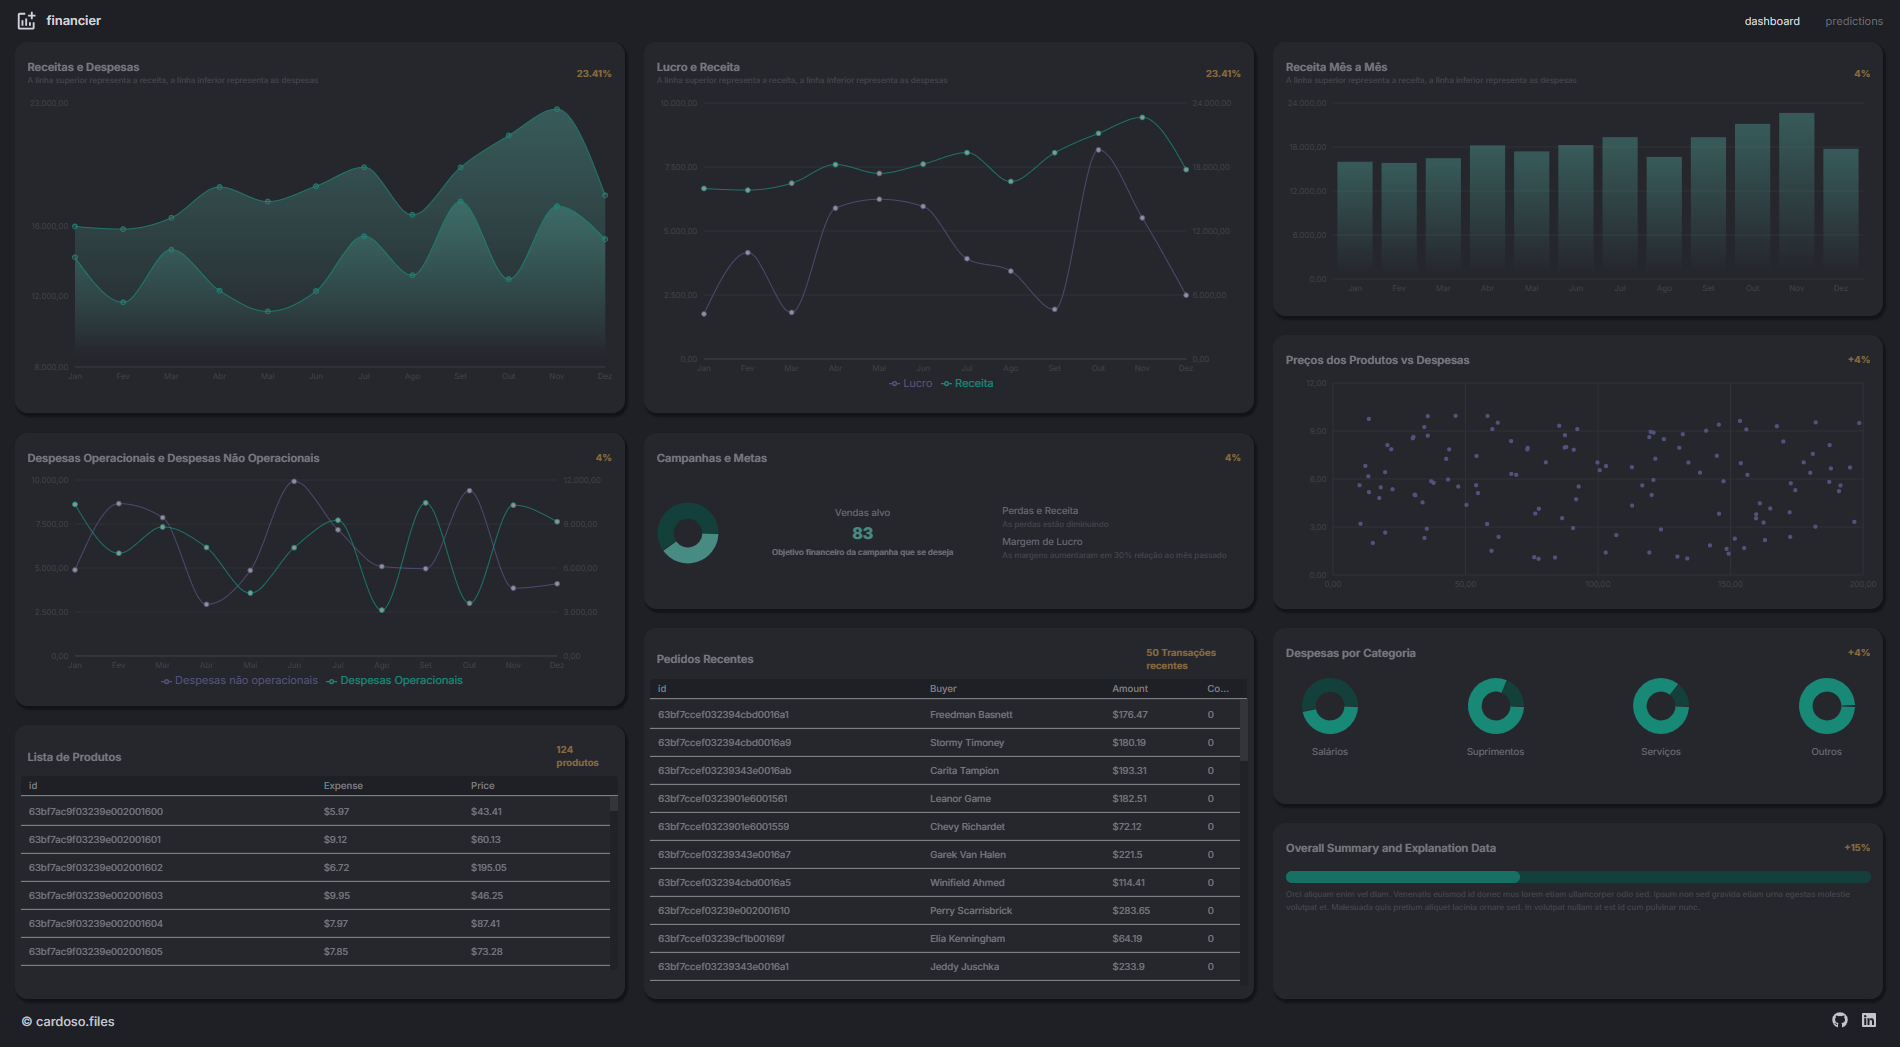 financier
dashboard
predictions
Receitas e Despesas
A linha superior representa a receita, a linha inferior representa as despesas
23.41%
23.000,00
16.000,00
12.000,00
8.000,00
Jan Fev Mar Abr Mai Jun Jul Ago Set Out Nov Dez
Lucro e Receita
A linha superior representa a receita, a linha inferior representa as despesas
23.41%
10.000,00 24.000,00
7.500,00 18.000,00
5.000,00 12.000,00
2.500,00 6.000,00
0,00 0,00
Jan Fev Mar Abr Mai Jun Jul Ago Set Out Nov Dez
Lucro Receita
Receita Mês a Mês
A linha superior representa a receita, a linha inferior representa as despesas
4%
24.000,00
18.000,00
12.000,00
6.000,00
0,00
Jan Fev Mar Abr Mai Jun Jul Ago Set Out Nov Dez
Preços dos Produtos vs Despesas
+4%
12,00
9,00
6,00
3,00
0,00
0,00 50,00 100,00 150,00 200,00
Despesas Operacionais e Despesas Não Operacionais
4%
10.000,00 12.000,00
7.500,00 9.000,00
5.000,00 6.000,00
2.500,00 3.000,00
0,00 0,00
Jan Fev Mar Abr Mai Jun Jul Ago Set Out Nov Dez
Despesas não operacionais Despesas Operacionais
Campanhas e Metas
4%
Vendas alvo
83
Objetivo financeiro da campanha que se deseja
Perdas e Receita
As perdas estão diminuindo
Margem de Lucro
As margens aumentaram em 30% relação ao mês passado
Pedidos Recentes
50 Transações
recentes
id Buyer Amount Co...
63bf7ccef032394cbd0016a1 Freedman Basnett $176.47 0
63bf7ccef032394cbd0016a9 Stormy Timoney $180.19 0
63bf7ccef03239343e0016ab Carita Tampion $193.31 0
63bf7ccef0323901e6001561 Leanor Game $182.51 0
63bf7ccef0323901e6001559 Chevy Richardet $72.12 0
63bf7ccef03239343e0016a7 Garek Van Halen $221.5 0
63bf7ccef032394cbd0016a5 Winifield Ahmed $114.41 0
63bf7ccef03239e002001610 Perry Scarrisbrick $283.65 0
63bf7ccef03239cf1b00169f Elia Kenningham $64.19 0
63bf7ccef03239343e0016a1 Jeddy Juschka $233.9 0
Despesas por Categoria
+4%
Salários Suprimentos Serviços Outros
Lista de Produtos
124
produtos
id Expense Price
63bf7ac9f03239e002001600 $5.97 $43.41
63bf7ac9f03239e002001601 $9.12 $60.13
63bf7ac9f03239e002001602 $6.72 $195.05
63bf7ac9f03239e002001603 $9.95 $46.25
63bf7ac9f03239e002001604 $7.97 $87.41
63bf7ac9f03239e002001605 $7.85 $73.28
Overall Summary and Explanation Data
+15%
Orci aliquam enim vel diam. Venenatis euismod id donec mus lorem etiam ullamcorper odio sed. Ipsum non sed gravida etiam urna egestas molestie
volutpat et. Malesuada quis pretium aliquet lacinia ornare sed. In volutpat nullam at est id cum pulvinar nunc.
© cardoso.files